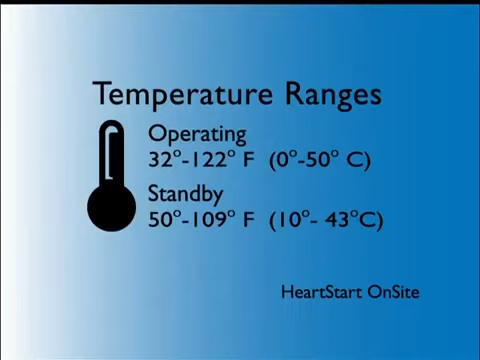 Temperature Ranges
Operating
32°-122° F (0°-50° C)
Standby
50°-109° F (10°- 43°C)
HeartStart OnSite